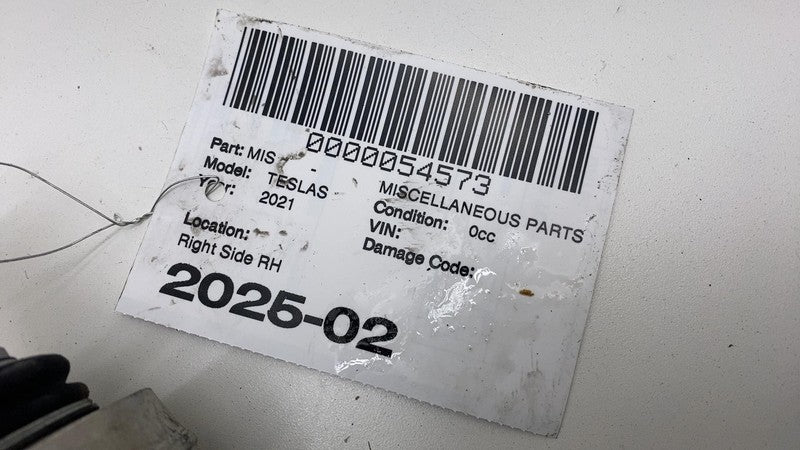 0000054573
Part: MIS - MISCELLANEOUS PARTS
Model: TESLAS Condition: 0cc
Year: 2021 VIN:
Damage Code:
Location:
Right Side RH
2025-02